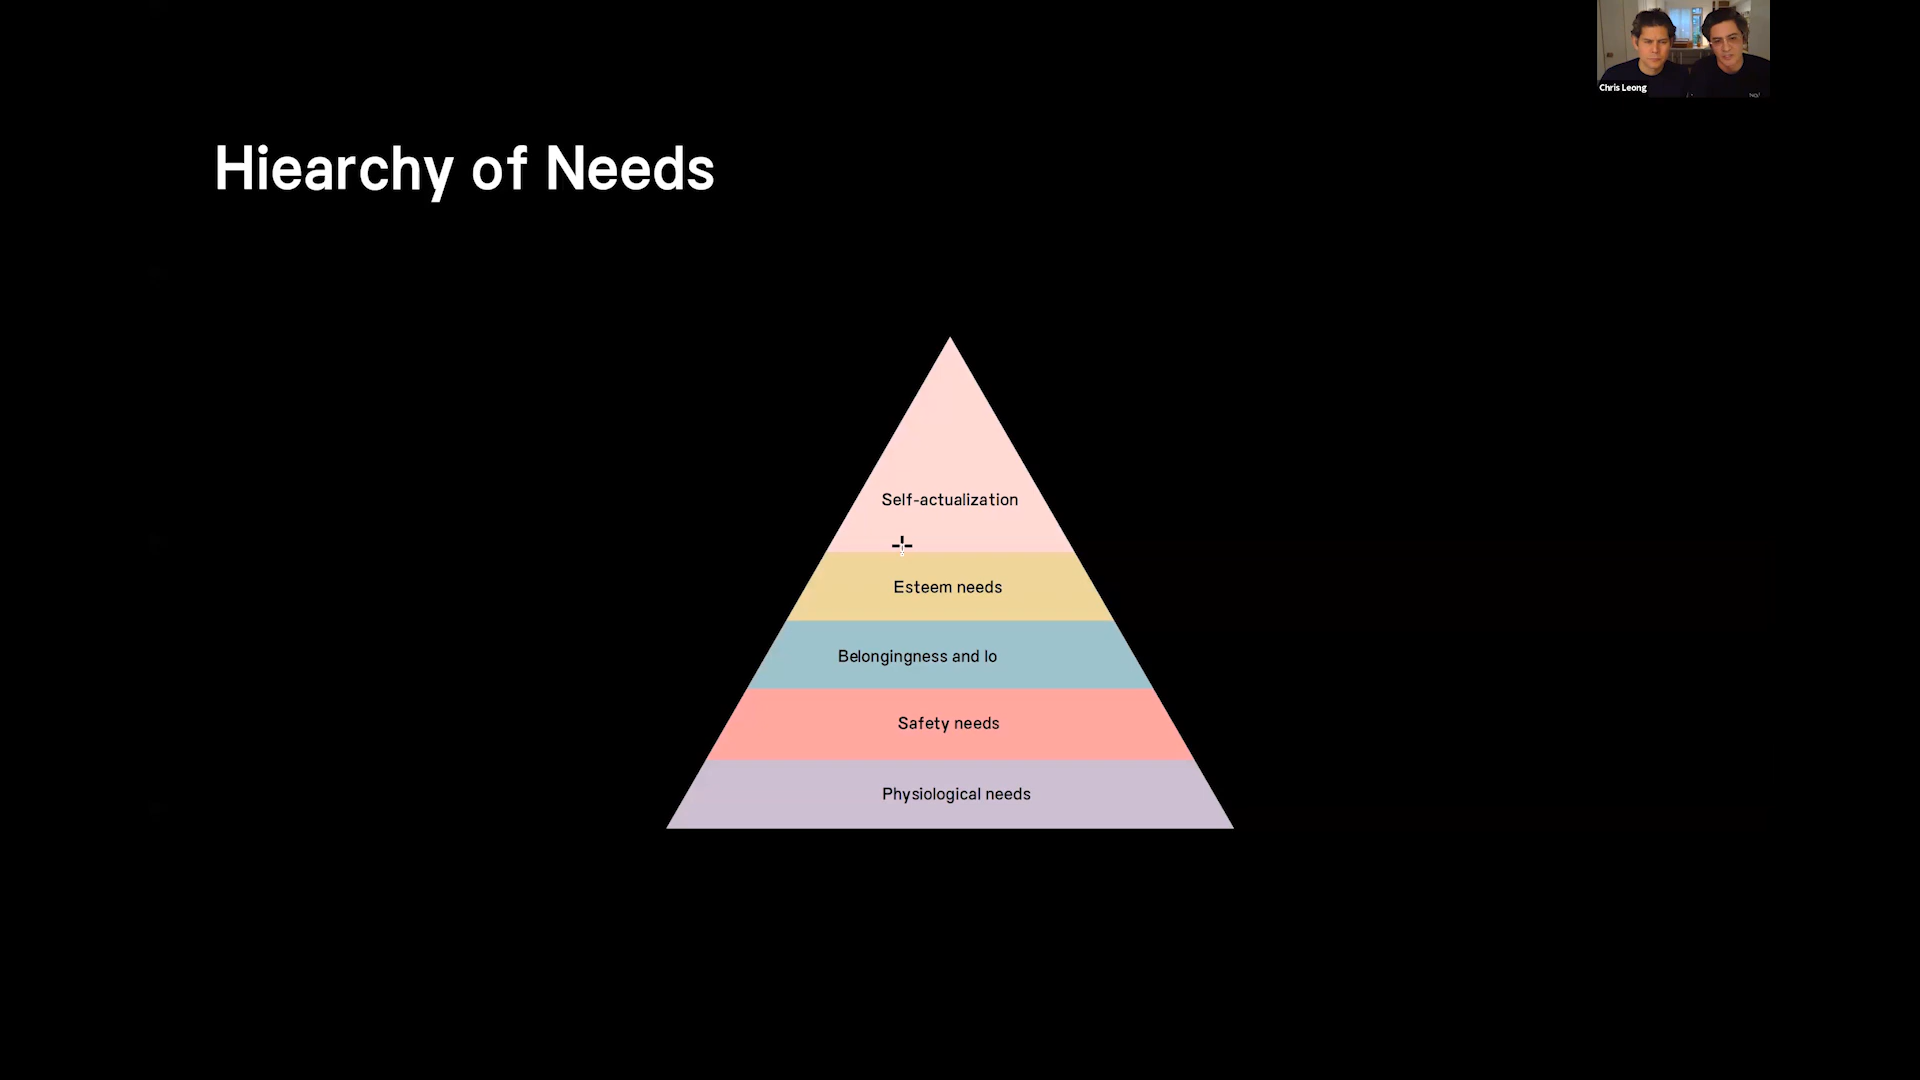 Chris Leong
Hiearchy of Needs
Self-actualization
Esteem needs
Belongingness and lo
Safety needs
Physiological needs